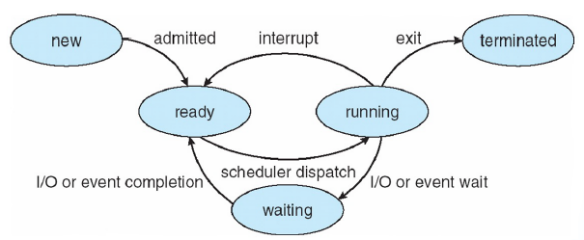 new
admitted
interrupt
exit
terminated
ready
running
I/O or event completion
scheduler dispatch
I/O or event wait
waiting